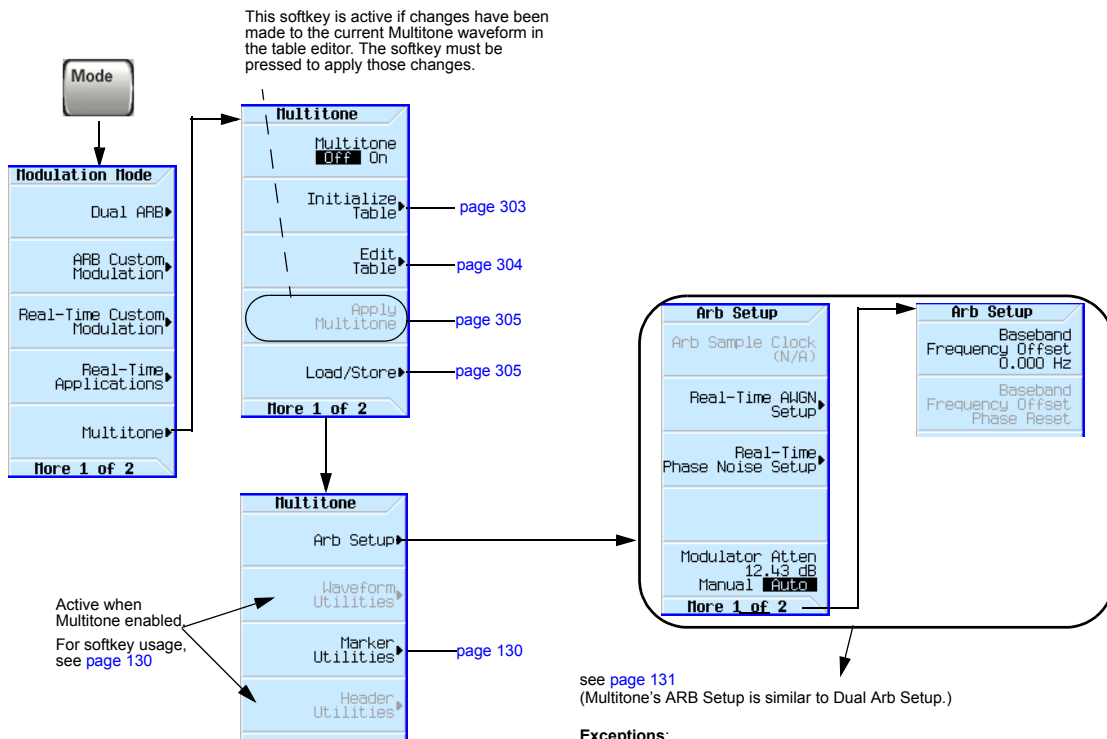 This softkey is active if changes have been
made to the current Multitone waveform in
the table editor. The softkey must be
pressed to apply those changes.
Mode
Modulation Mode
Dual ARB
ARB Custom
Modulation
Real-Time Custom
Modulation
Real-Time
Applications
Multitone
More 1 of 2
Multitone
Multitone
Off On
Initialize
Table
page 303
Edit
Table
page 304
Apply
Multitone
page 305
Load/Store
page 305
More 1 of 2
Multitone
Arb Setup
Waveform
Utilities
Marker
Utilities
page 130
Header
Utilities
Active when
Multitone enabled.
For softkey usage,
see page 130
Arb Setup
Arb Sample Clock
(N/A)
Real-Time AWGN
Setup
Real-Time
Phase Noise Setup
Modulator Atten
12.43 dB
Manual Auto
More 1 of 2
Arb Setup
Baseband
Frequency Offset
0.000 Hz
Baseband
Frequency Offset
Phase Reset
see page 131
(Multitone's ARB Setup is similar to Dual Arb Setup.)
Exceptions: